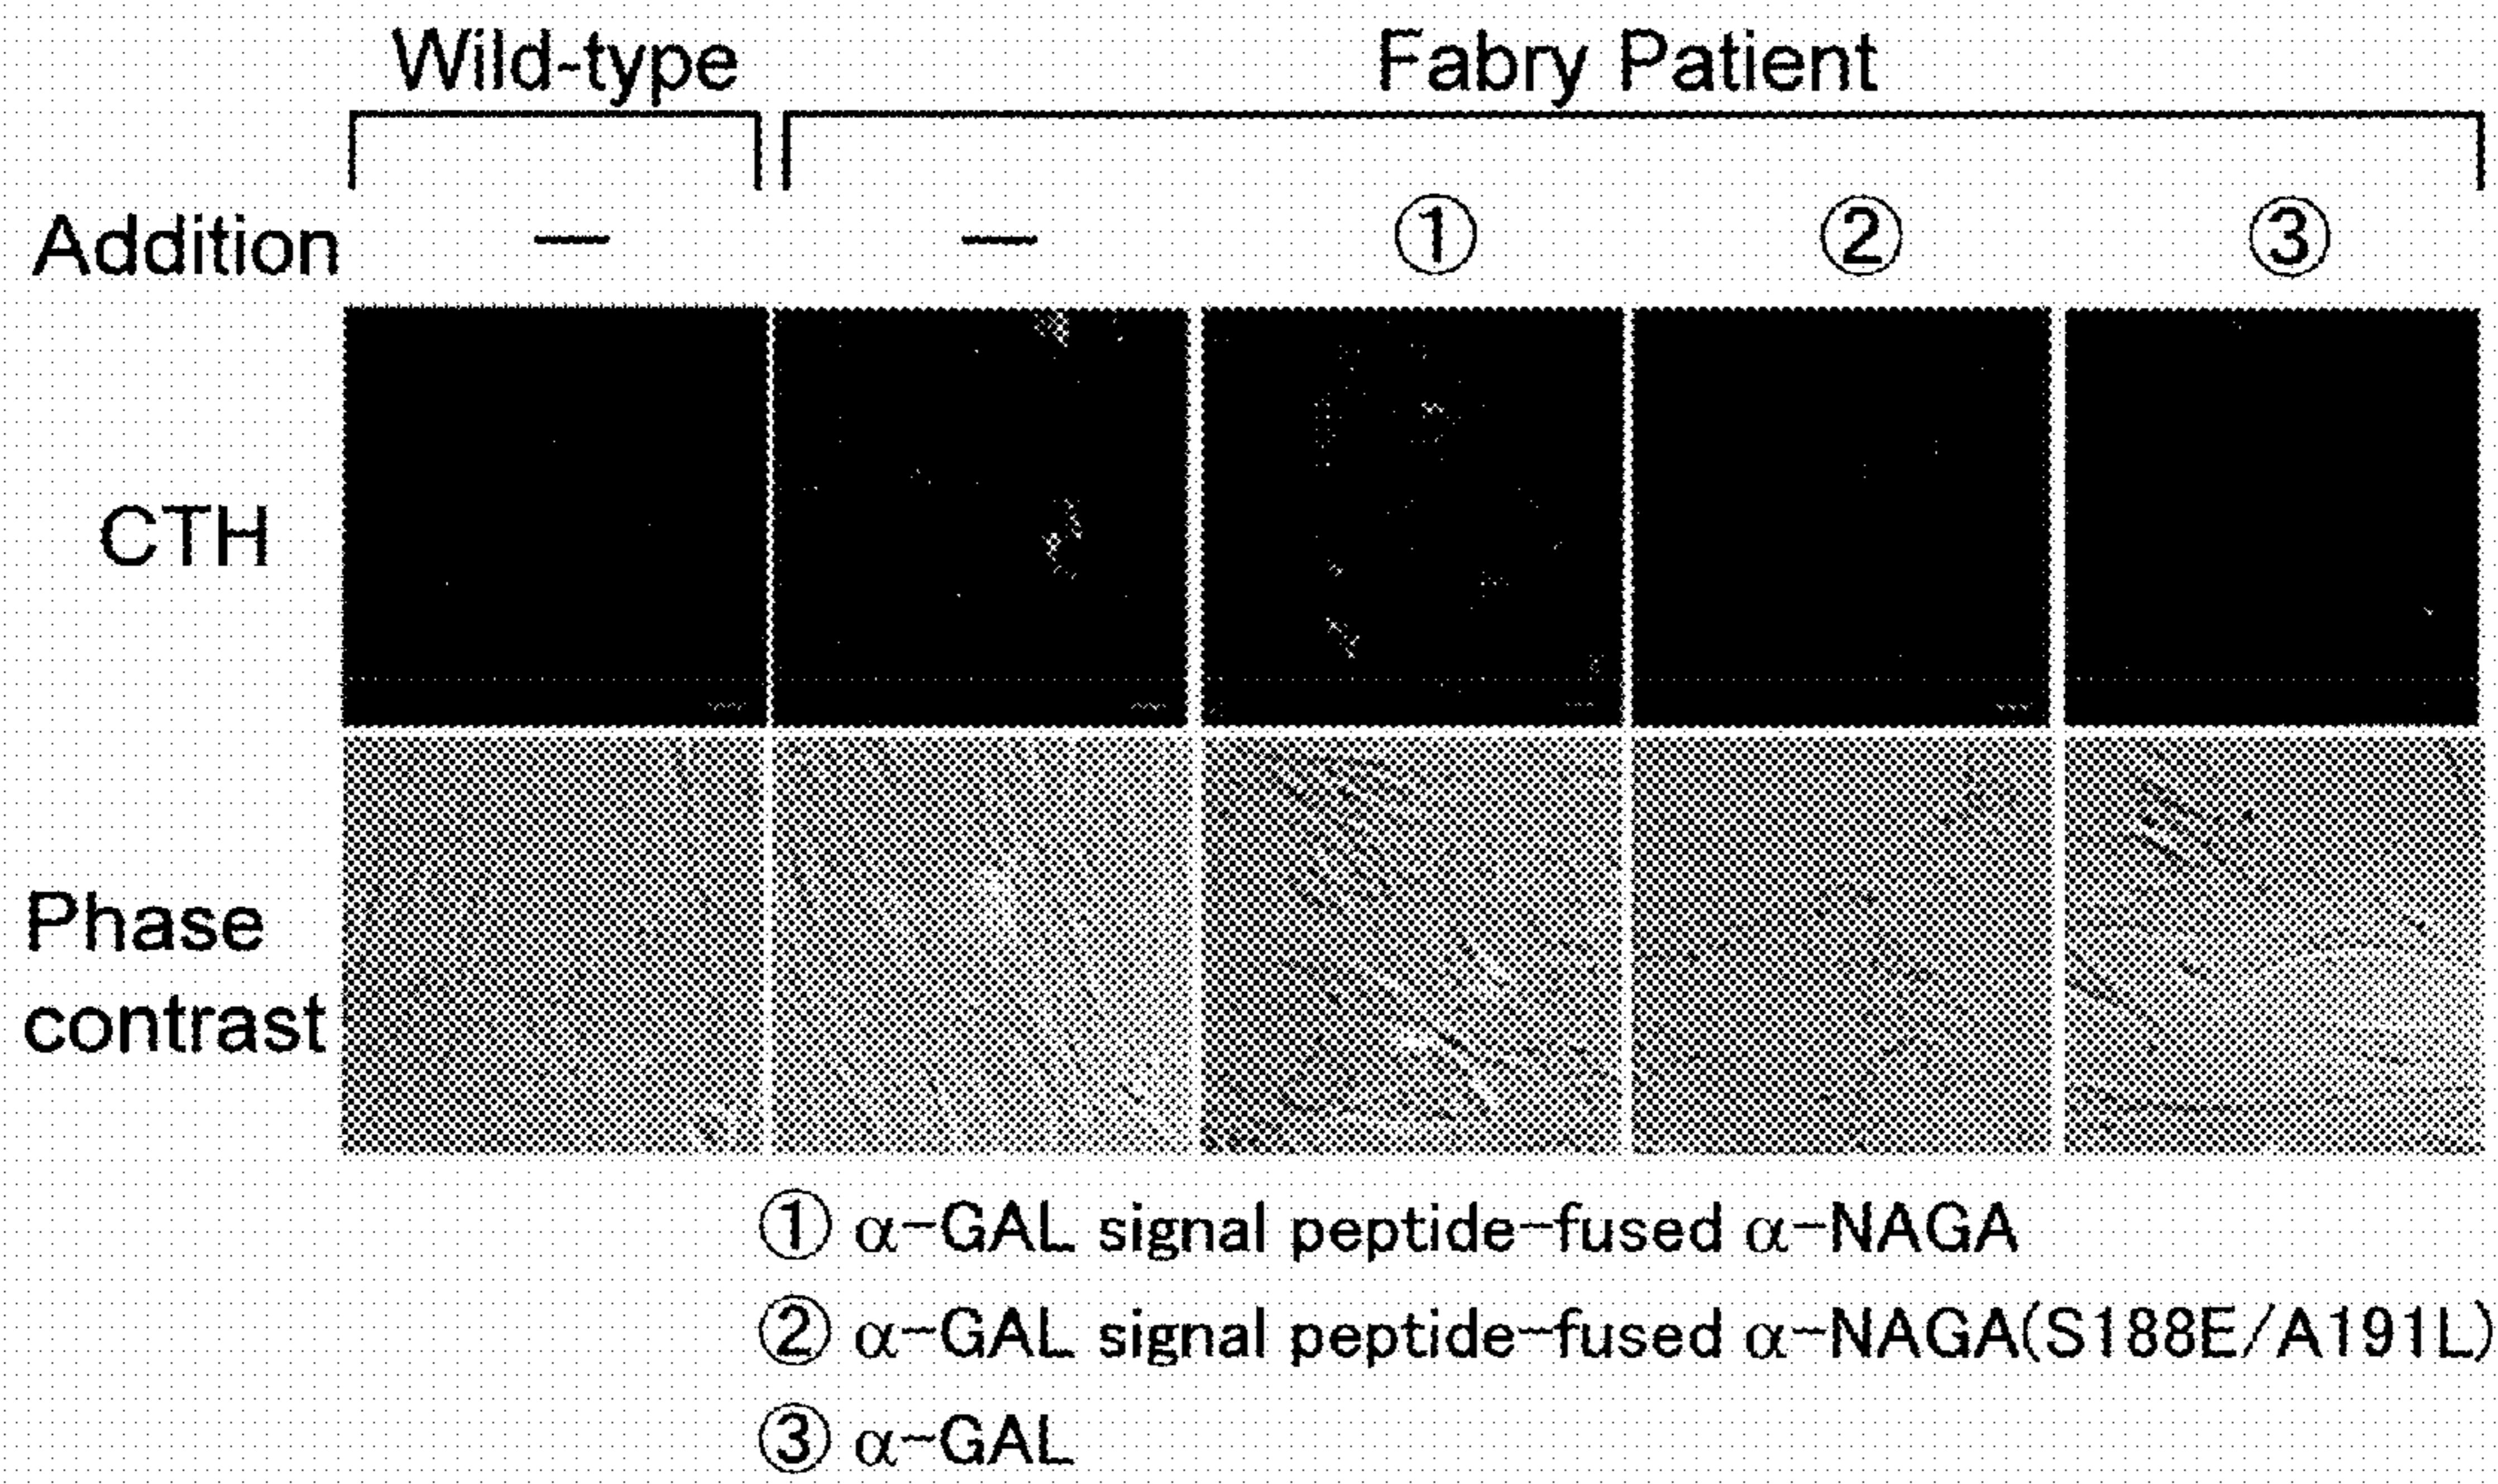 Wild-type Fabry Patient
Addition — — ① ② ③
CTH
Phase
contrast
① α-GAL signal peptide-fused α-NAGA
② α-GAL signal peptide-fused α-NAGA(S188E/A191L)
③ α-GAL